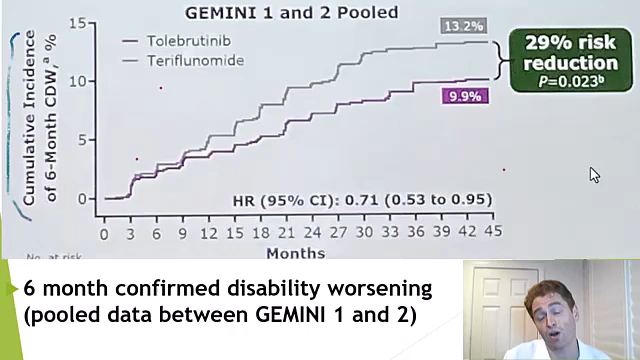 GEMINI 1 and 2 Pooled
Cumulative Incidence
of 6-Month CDW,ᵃ %
15
10
5
0
Tolebrutinib
Teriflunomide
13.2%
9.9%
29% risk
reduction
P=0.023ᵇ
HR (95% CI): 0.71 (0.53 to 0.95)
0 3 6 9 12 15 18 21 24 27 30 33 36 39 42 45
No. at risk
Months
6 month confirmed disability worsening
(pooled data between GEMINI 1 and 2)